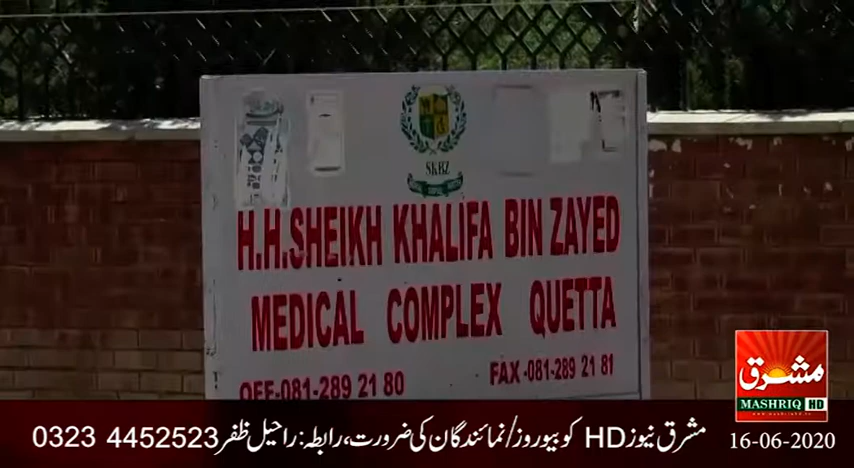 SKBZ
H.H.SHEIKH KHALIFA BIN ZAYED
MEDICAL COMPLEX QUETTA
OFF-081-289 21 80
FAX-081-289 21 81
مشرق
MASHRIQ HD
مشرق نیوز HD کو بیوروز/نمائندگان کی ضرورت، رابطہ: راحیل ظفر 0323 4452523
16-06-2020